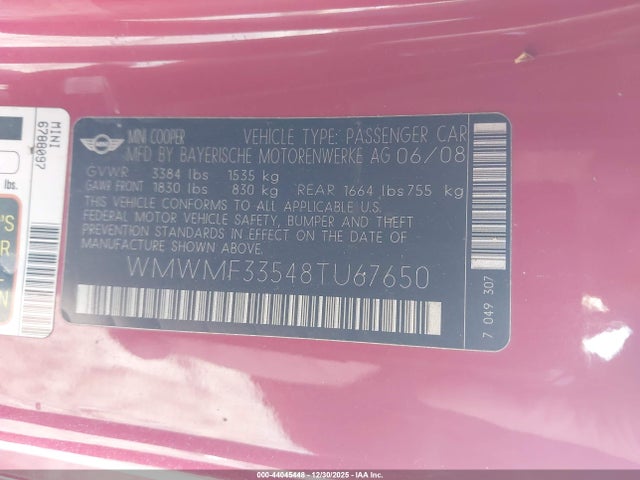 MINI
6798097
lbs.
'S
R
N
MINI COOPER VEHICLE TYPE: PASSENGER CAR
MFD BY BAYERISCHE MOTORENWERKE AG 06/08
GVWR 3384 lbs 1535 kg
GAWR FRONT 1830 lbs 830 kg REAR 1664 lbs 755 kg
THIS VEHICLE CONFORMS TO ALL APPLICABLE U.S.
FEDERAL MOTOR VEHICLE SAFETY, BUMPER AND THEFT
PREVENTION STANDARDS IN EFFECT ON THE DATE OF
MANUFACTURE SHOWN ABOVE.
WMWMF33548TU67650
7 049 307
000-44045448 - 12/30/2025 - IAA Inc.